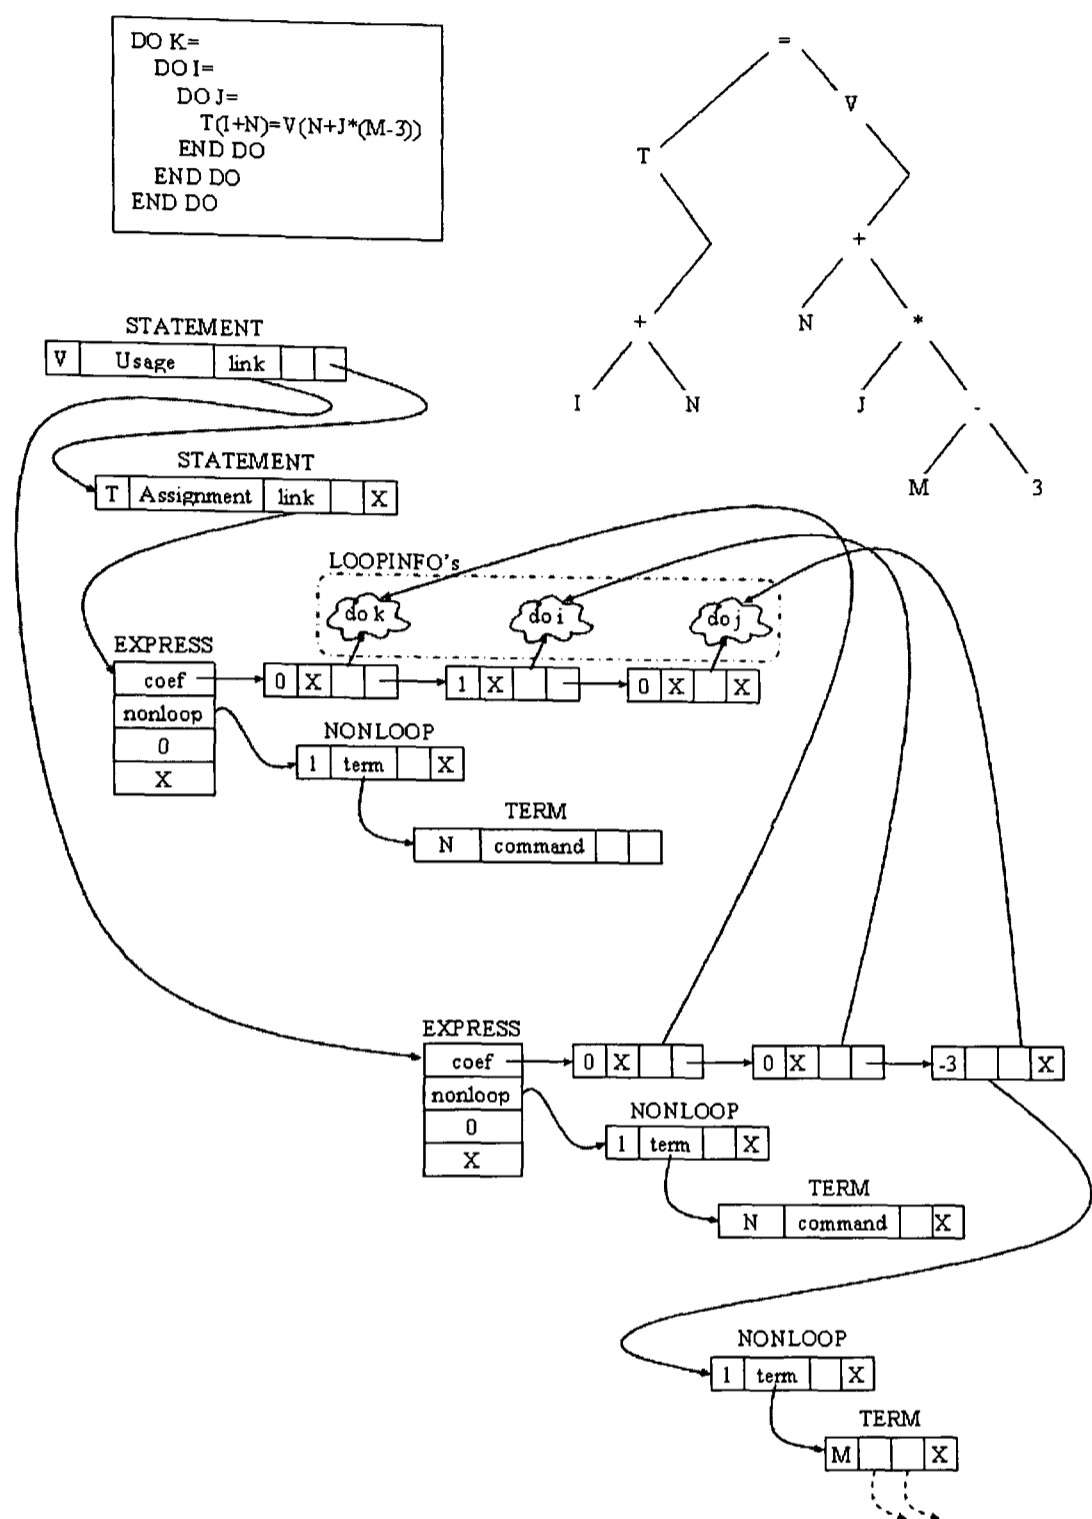 DO K=
DO I=
DO J=
T(I+N)=V(N+J*(M-3))
END DO
END DO
END DO
=
V
T
+
+
N
*
I
N
J
-
M
3
STATEMENT
V Usage link
STATEMENT
T Assignment link X
LOOPINFO's
do k
do i
do j
EXPRESS
coef
nonloop
0
X
0 X
1 X
0 X X
NONLOOP
1 term X
TERM
N command
EXPRESS
coef
nonloop
0
X
0 X
0 X
-3 X
NONLOOP
1 term X
TERM
N command X
NONLOOP
1 term X
TERM
M X